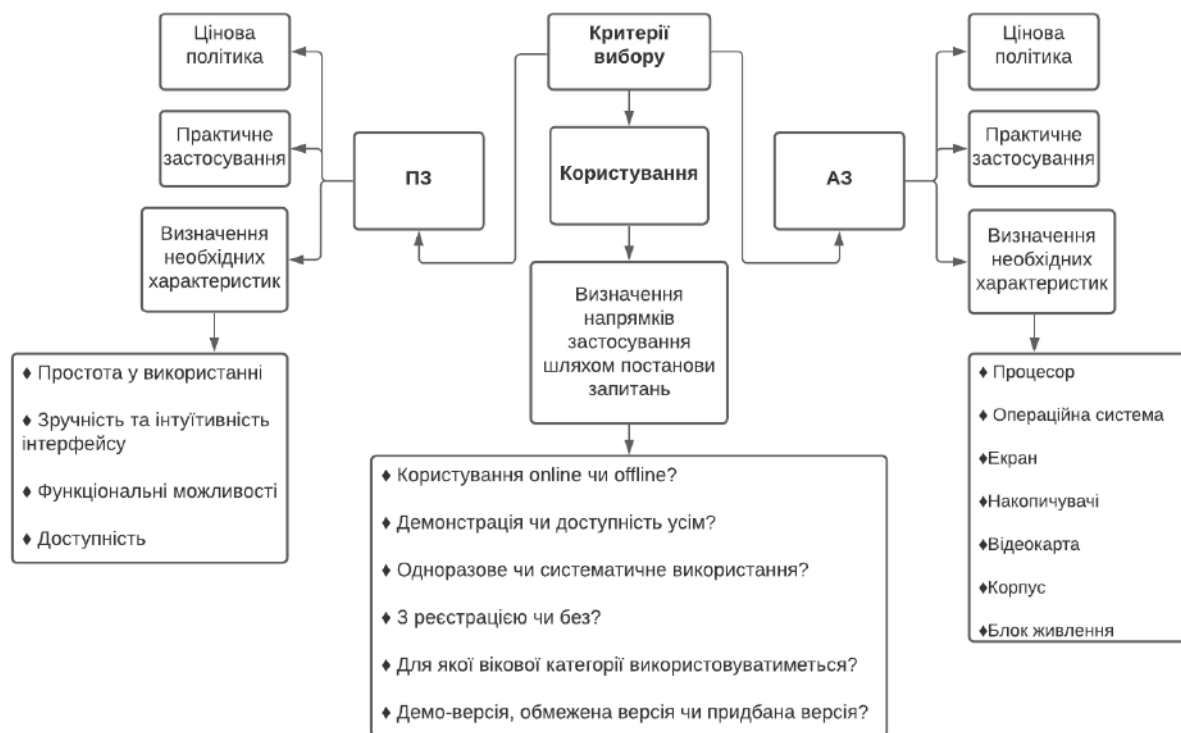 Критерії
вибору
Цінова
політика
Практичне
застосування
Визначення
необхідних
характеристик
ПЗ
♦ Простота у використанні
♦ Зручність та інтуїтивність
інтерфейсу
♦ Функціональні можливості
♦ Доступність
Користування
Визначення
напрямків
застосування
шляхом постанови
запитань
♦ Користування online чи offline?
♦ Демонстрація чи доступність усім?
♦ Одноразове чи систематичне використання?
♦ З реєстрацією чи без?
♦ Для якої вікової категорії використовуватиметься?
♦ Демо-версія, обмежена версія чи придбана версія?
АЗ
Цінова
політика
Практичне
застосування
Визначення
необхідних
характеристик
♦ Процесор
♦ Операційна система
♦Екран
♦Накопичувачі
♦Відеокарта
♦Корпус
♦Блок живлення